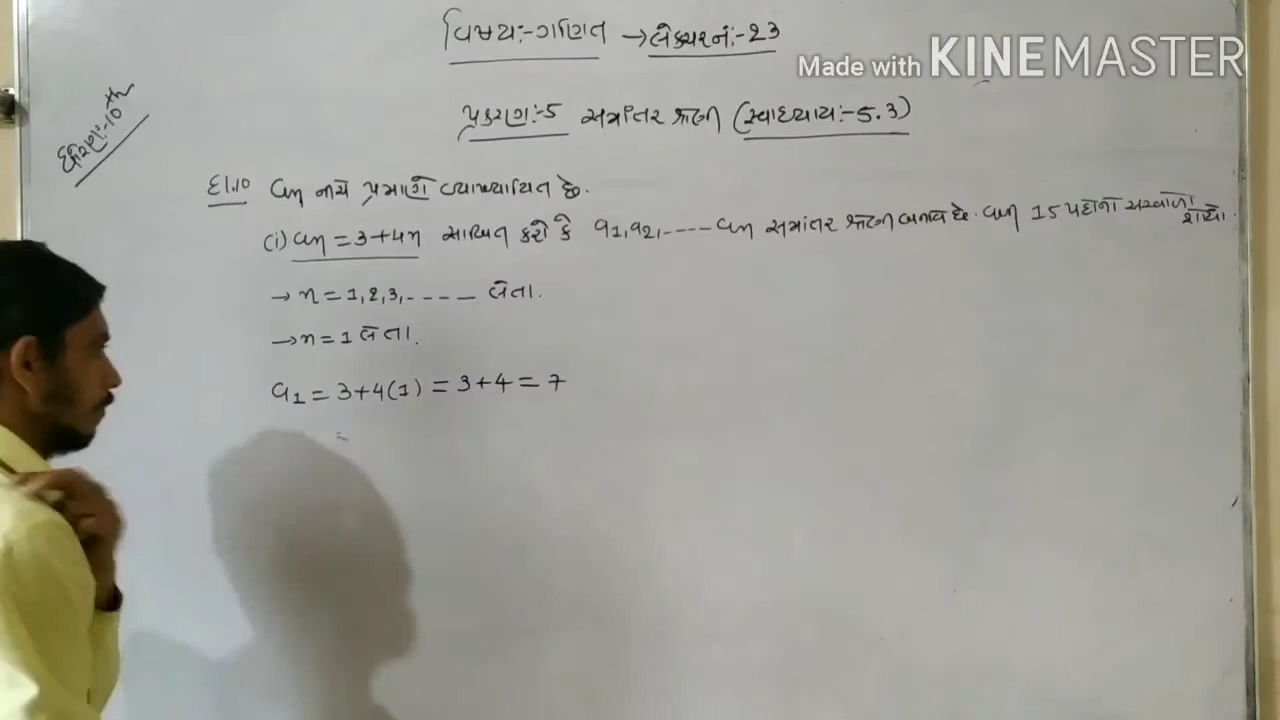 વિષય:-ગણિત → લેક્ચર નં:-23
Made with KINEMASTER
ધોરણ:-10th
પ્રકરણ:-5 સમાંતર શ્રેણી (સ્વાધ્યાય:-5.3)
દા.10 an નીચે પ્રમાણે વ્યાખ્યાયિત છે.
(i) an = 3+4n સાબિત કરો કે a1, a2, ---- an સમાંતર શ્રેણી બનાવે છે. 15 પદોનો સરવાળો શોધો.
→ n = 1, 2, 3, ---- લેતા.
→ n = 1 લેતા.
a1 = 3+4(1) = 3+4 = 7
=